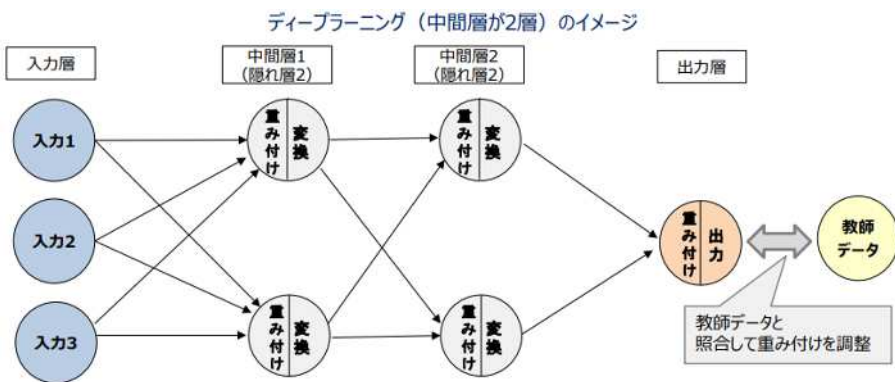 ディープラーニング（中間層が2層）のイメージ
入力層
中間層1
（隠れ層2）
中間層2
（隠れ層2）
出力層
入力1
入力2
入力3
重み付け
変換
重み付け
変換
重み付け
変換
重み付け
変換
重み付け
出力
教師
データ
教師データと
照合して重み付けを調整